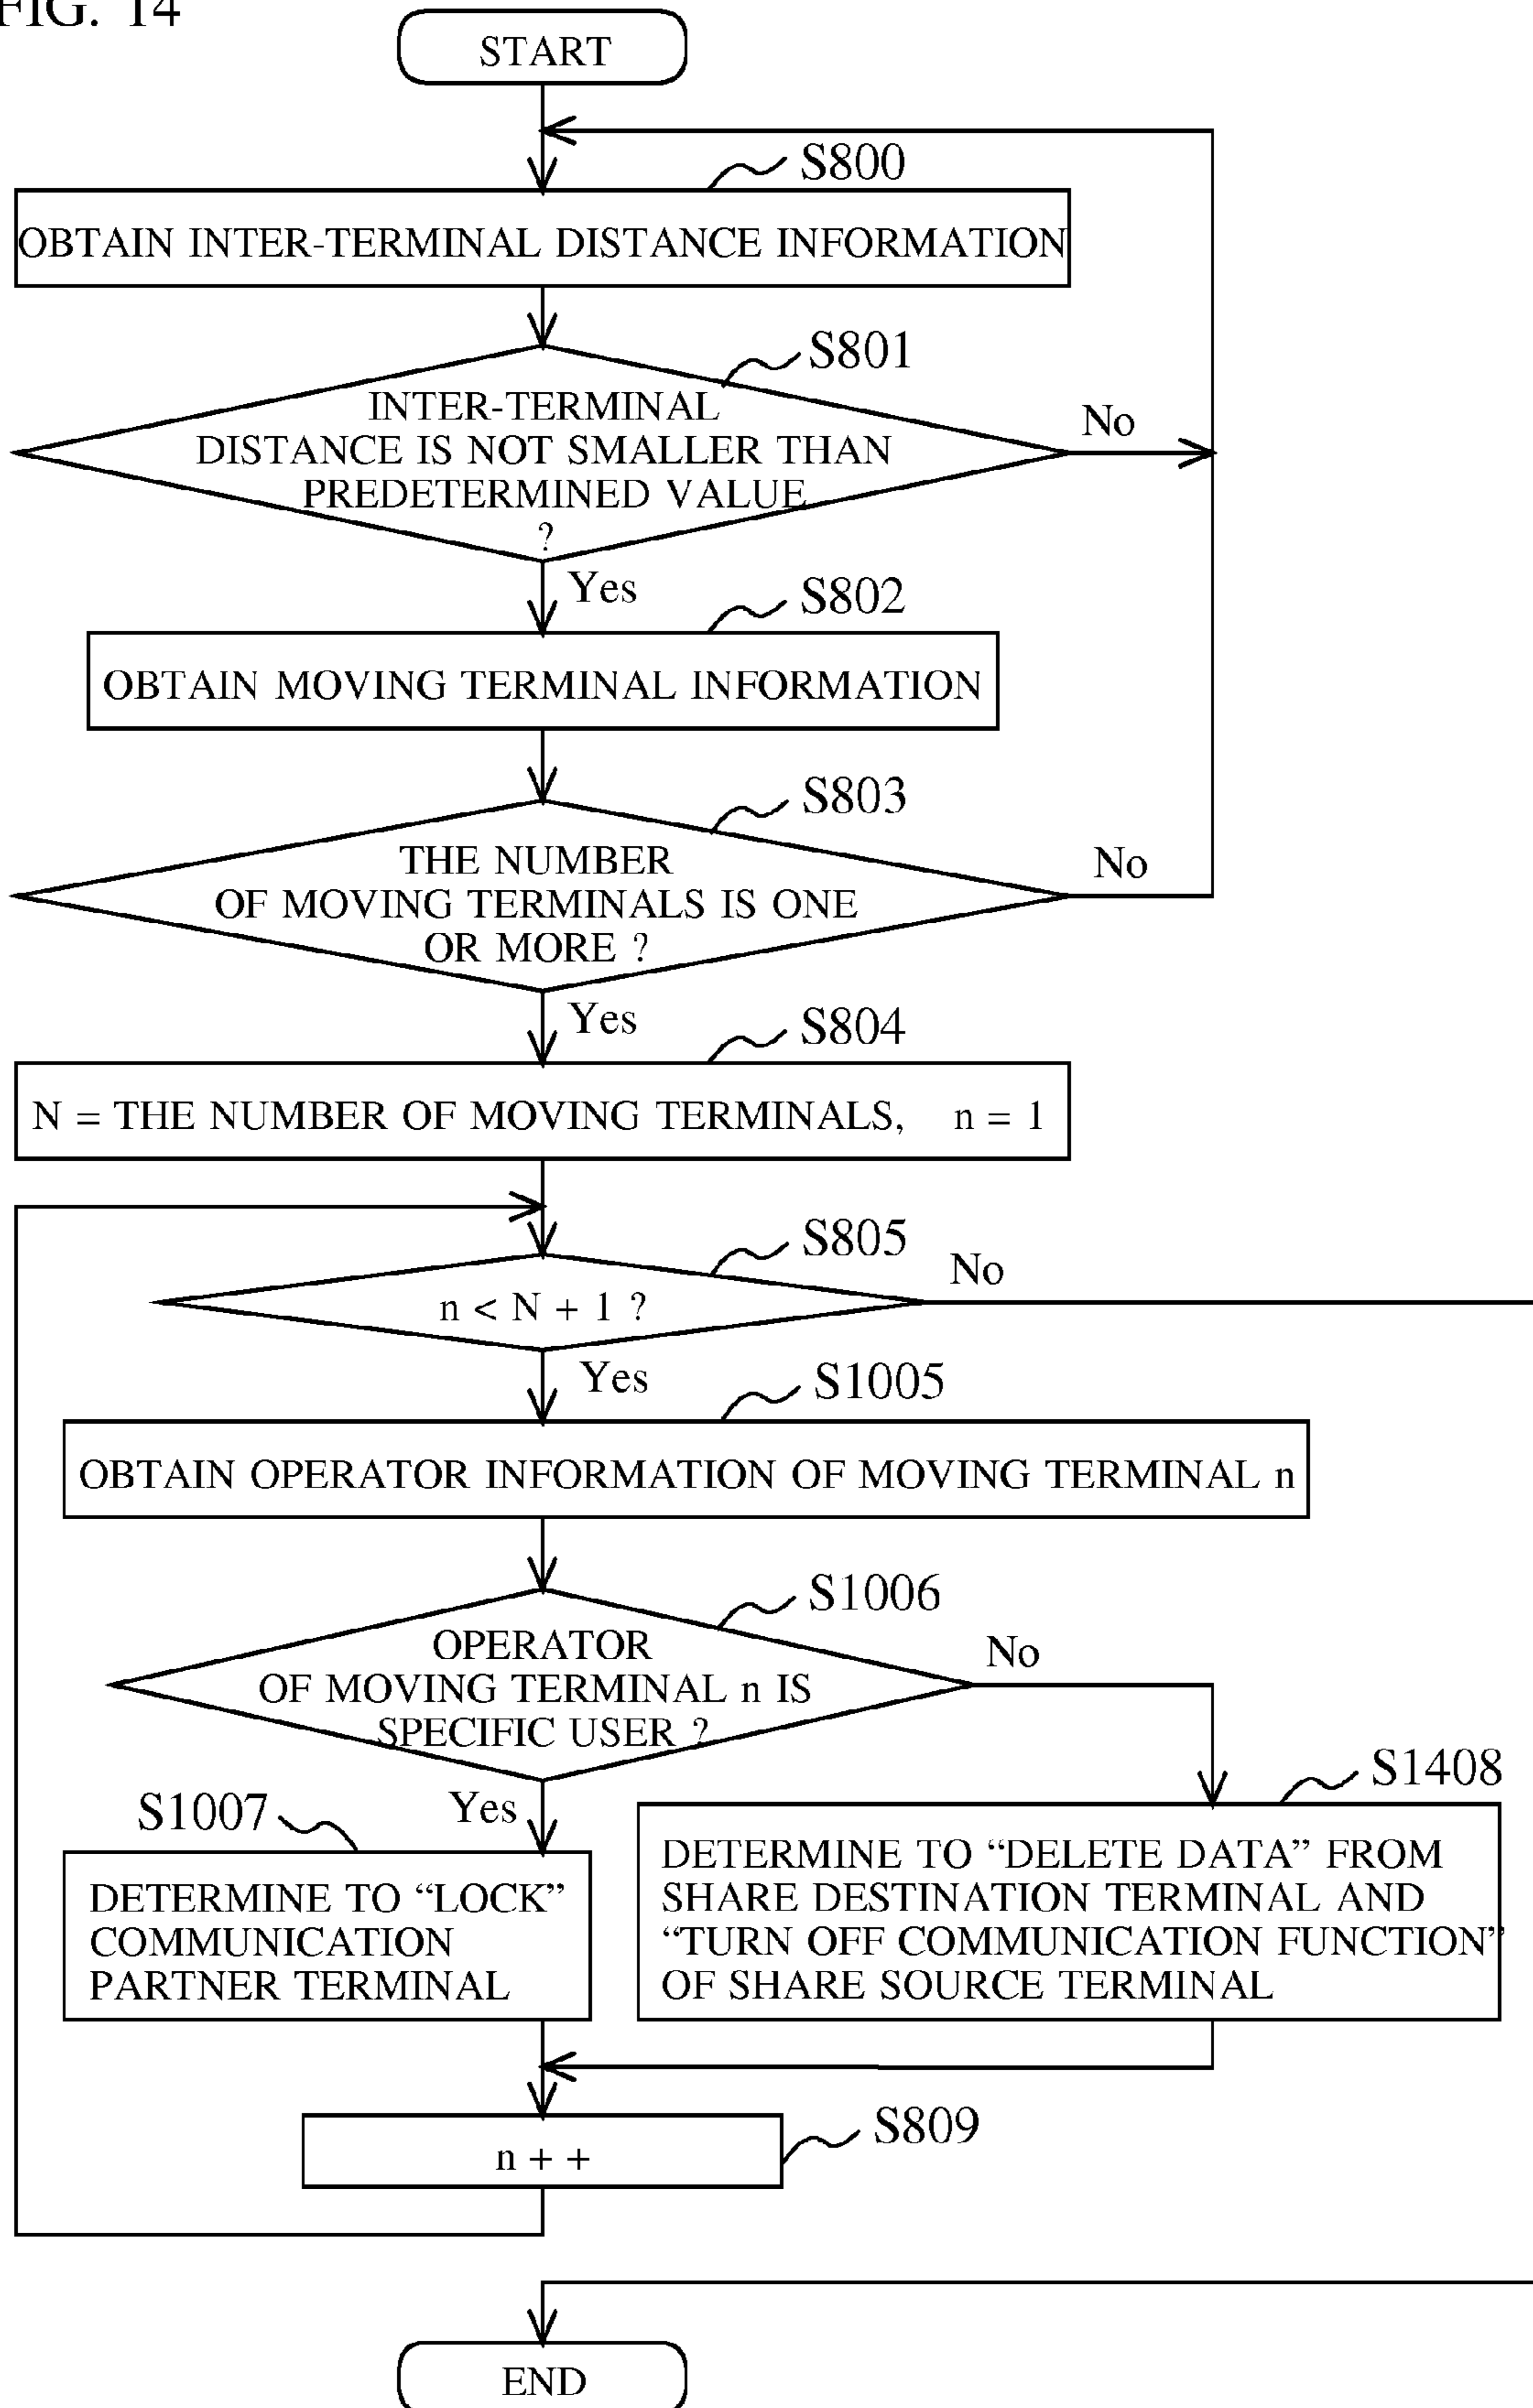 FIG. 14
START
S800
OBTAIN INTER-TERMINAL DISTANCE INFORMATION
S801
INTER-TERMINAL
DISTANCE IS NOT SMALLER THAN
PREDETERMINED VALUE
?
No
Yes
S802
OBTAIN MOVING TERMINAL INFORMATION
S803
THE NUMBER
OF MOVING TERMINALS IS ONE
OR MORE ?
No
Yes
S804
N = THE NUMBER OF MOVING TERMINALS, n = 1
S805
n < N + 1 ?
No
Yes
S1005
OBTAIN OPERATOR INFORMATION OF MOVING TERMINAL n
S1006
OPERATOR
OF MOVING TERMINAL n IS
SPECIFIC USER ?
No
Yes
S1007
DETERMINE TO “LOCK”
COMMUNICATION
PARTNER TERMINAL
S1408
DETERMINE TO “DELETE DATA” FROM
SHARE DESTINATION TERMINAL AND
“TURN OFF COMMUNICATION FUNCTION”
OF SHARE SOURCE TERMINAL
S809
n + +
END